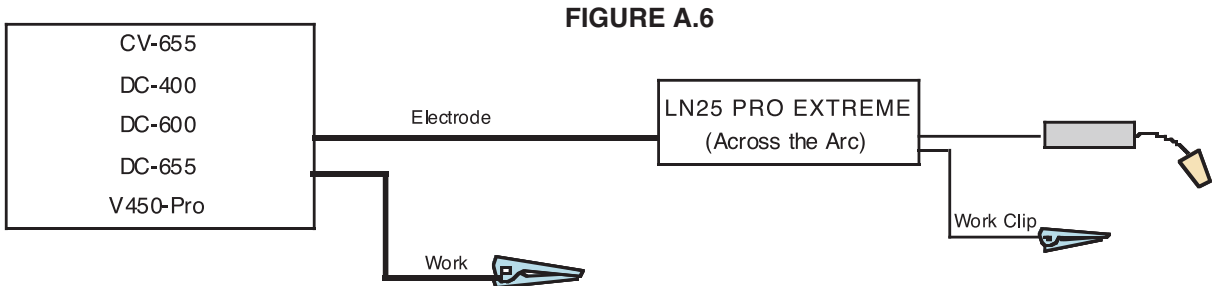 FIGURE A.6
CV-655
DC-400
DC-600
DC-655
V450-Pro
Electrode
LN25 PRO EXTREME
(Across the Arc)
Work Clip
Work